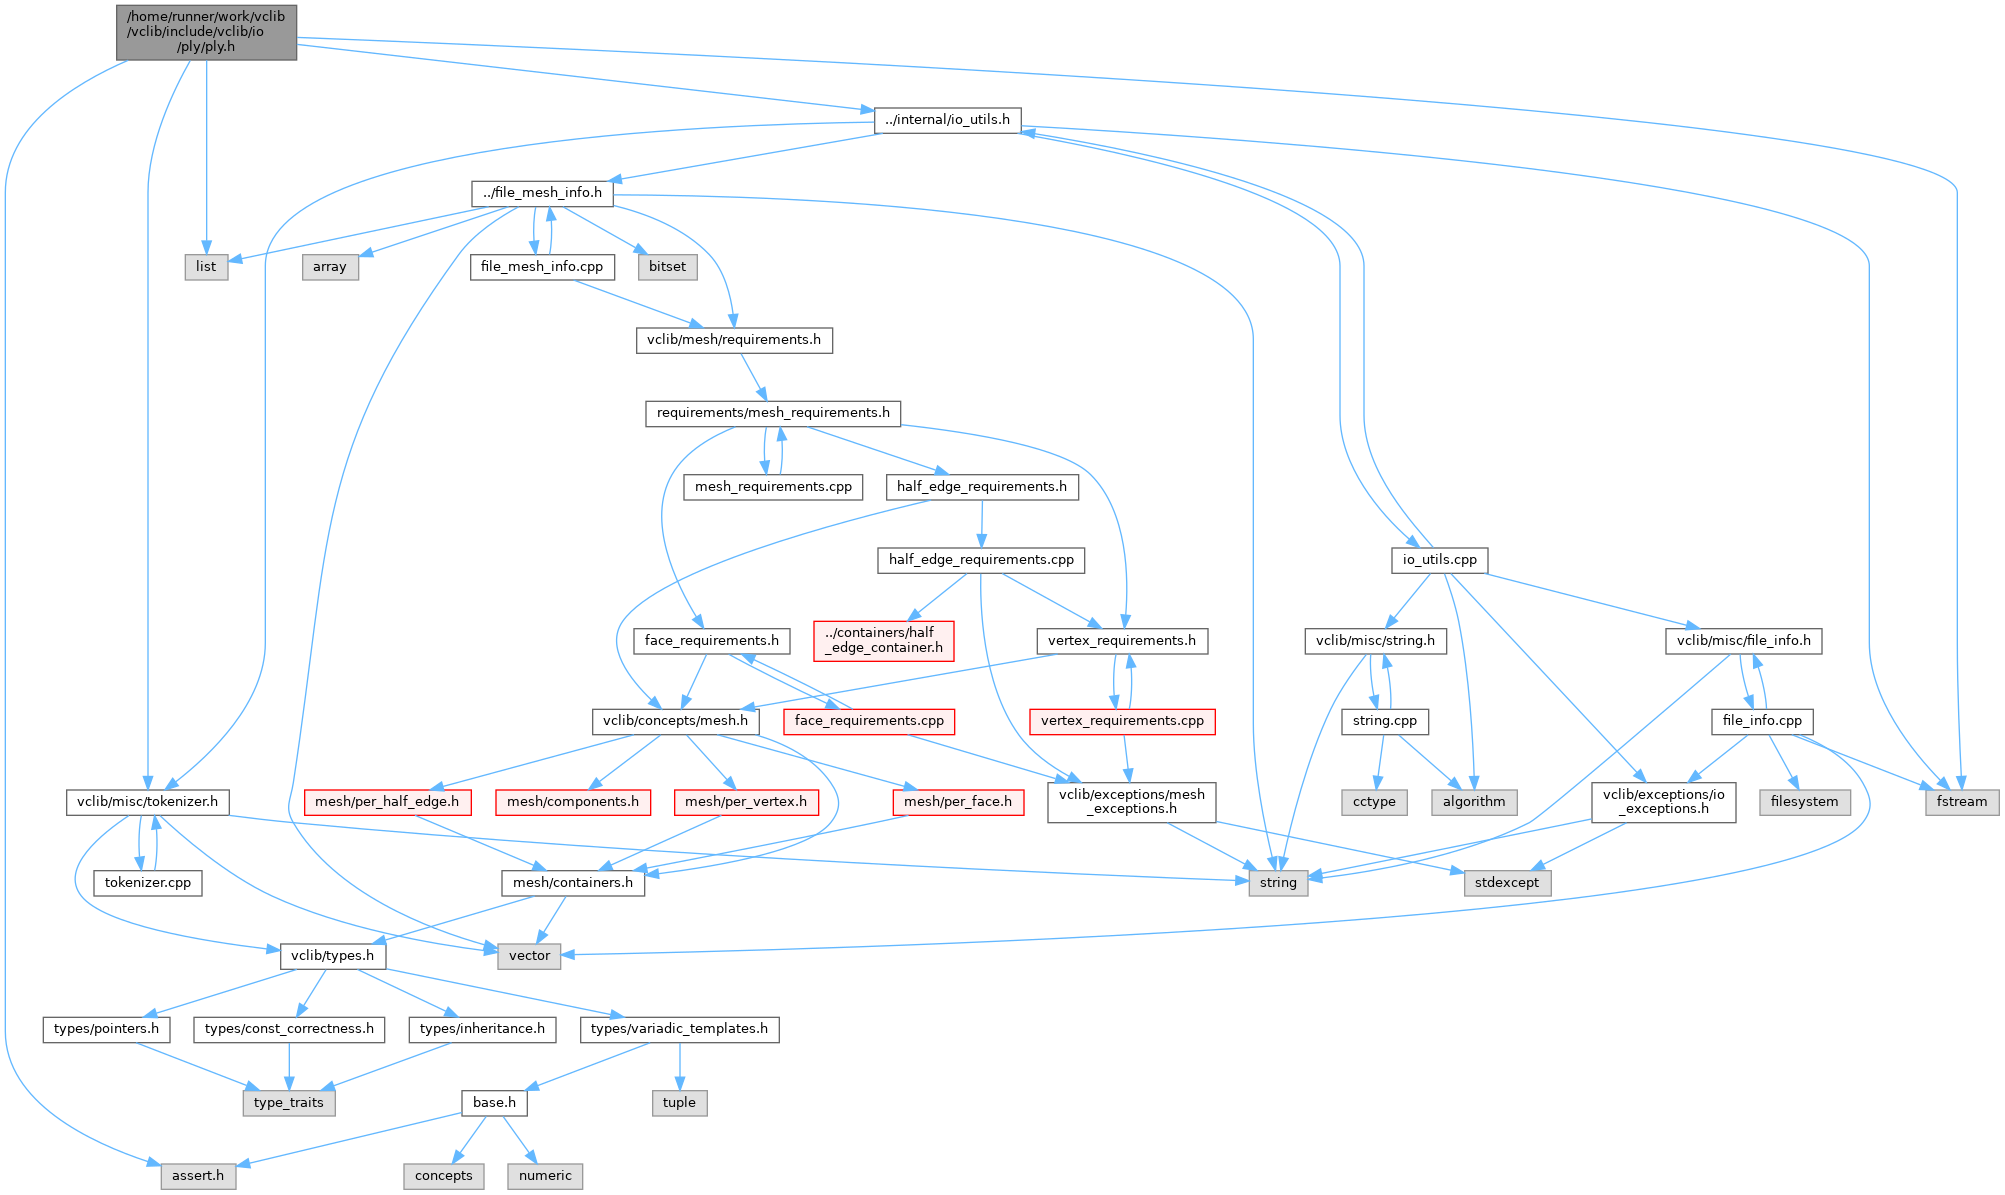 /home/runner/work/vclib
/vclib/include/vclib/io
/ply/ply.h
../internal/io_utils.h
../file_mesh_info.h
list
array
file_mesh_info.cpp
bitset
vclib/mesh/requirements.h
requirements/mesh_requirements.h
mesh_requirements.cpp
half_edge_requirements.h
half_edge_requirements.cpp
io_utils.cpp
../containers/half
_edge_container.h
face_requirements.h
vertex_requirements.h
vclib/misc/string.h
vclib/misc/file_info.h
vclib/concepts/mesh.h
face_requirements.cpp
vertex_requirements.cpp
string.cpp
file_info.cpp
vclib/misc/tokenizer.h
mesh/per_half_edge.h
mesh/components.h
mesh/per_vertex.h
mesh/per_face.h
vclib/exceptions/mesh
_exceptions.h
cctype
algorithm
vclib/exceptions/io
_exceptions.h
filesystem
fstream
tokenizer.cpp
mesh/containers.h
string
stdexcept
vclib/types.h
vector
types/pointers.h
types/const_correctness.h
types/inheritance.h
types/variadic_templates.h
type_traits
base.h
tuple
assert.h
concepts
numeric